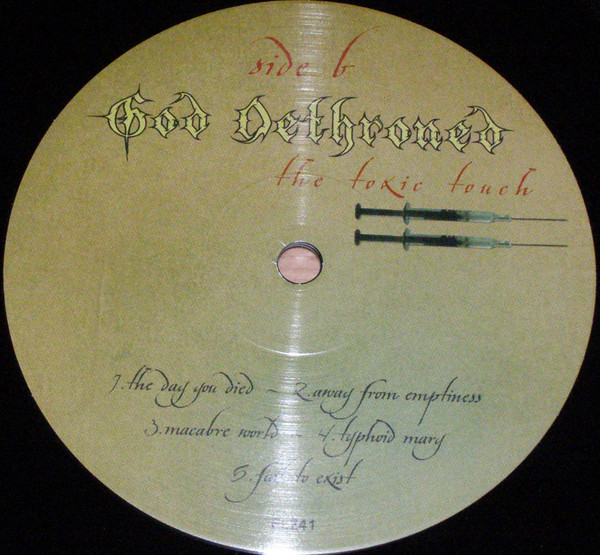 side b
God Dethroned
the toxic touch
1. the day you died - 2. away from emptiness
3. macabre world - 4. typhoid mary
5. to exist